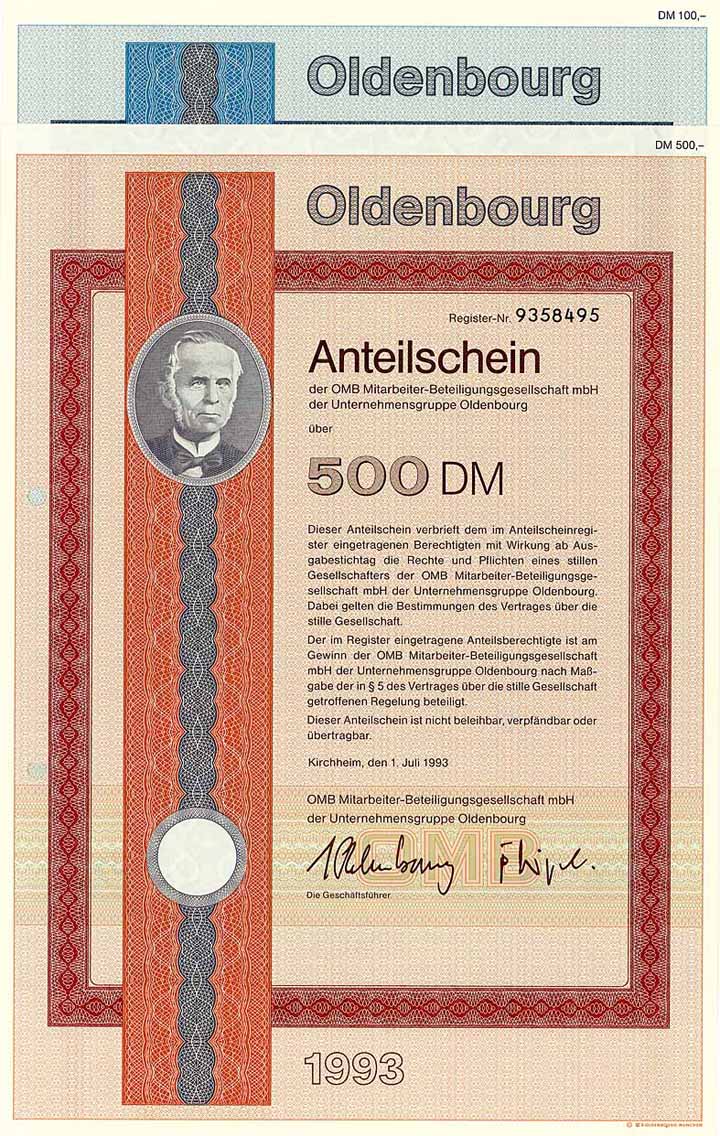 DM 100,–
Oldenbourg
DM 500,–
Oldenbourg
Register-Nr. 9358495
Anteilschein
der OMB Mitarbeiter-Beteiligungsgesellschaft mbH
der Unternehmensgruppe Oldenbourg
über
500 DM
Dieser Anteilschein verbrieft dem im Anteilscheinregi-
ster eingetragenen Berechtigten mit Wirkung ab Aus-
gabestichtag die Rechte und Pflichten eines stillen
Gesellschafters der OMB Mitarbeiter-Beteiligungsge-
sellschaft mbH der Unternehmensgruppe Oldenbourg.
Dabei gelten die Bestimmungen des Vertrages über die
stille Gesellschaft.
Der im Register eingetragene Anteilsberechtigte ist am
Gewinn der OMB Mitarbeiter-Beteiligungsgesellschaft
mbH der Unternehmensgruppe Oldenbourg nach Maß-
gabe der in § 5 des Vertrages über die stille Gesellschaft
getroffenen Regelung beteiligt.
Dieser Anteilschein ist nicht beleihbar, verpfändbar oder
übertragbar.
Kirchheim, den 1. Juli 1993
OMB Mitarbeiter-Beteiligungsgesellschaft mbH
der Unternehmensgruppe Oldenbourg
OMB
Oldenbourg
Die Geschäftsführer.
1993